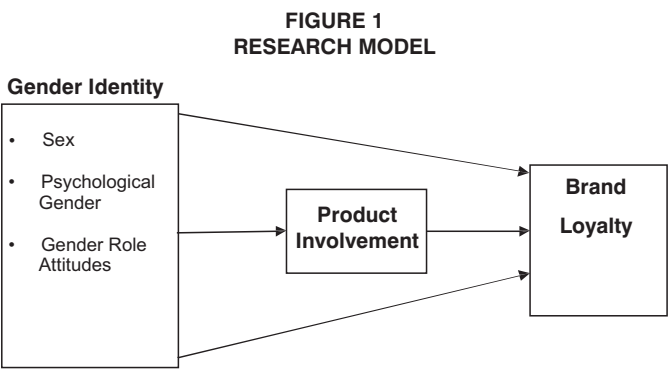 FIGURE 1
RESEARCH MODEL
Gender Identity
• Sex
• Psychological
Gender
• Gender Role
Attitudes
Product
Involvement
Brand
Loyalty